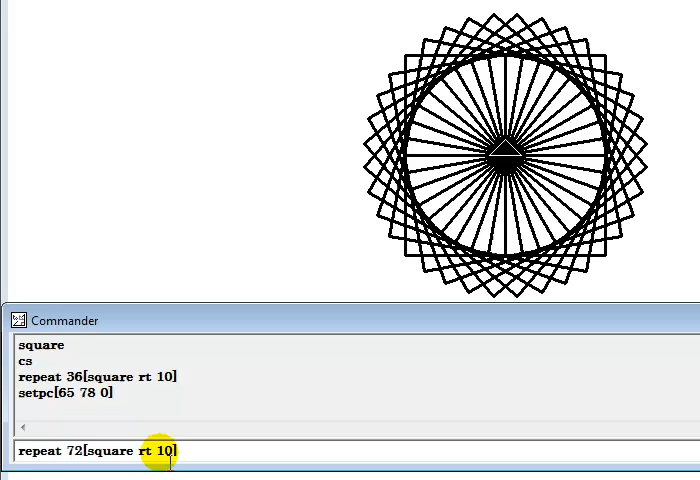 Commander
square
cs
repeat 36[square rt 10]
setpc[65 78 0]
repeat 72[square rt 10]